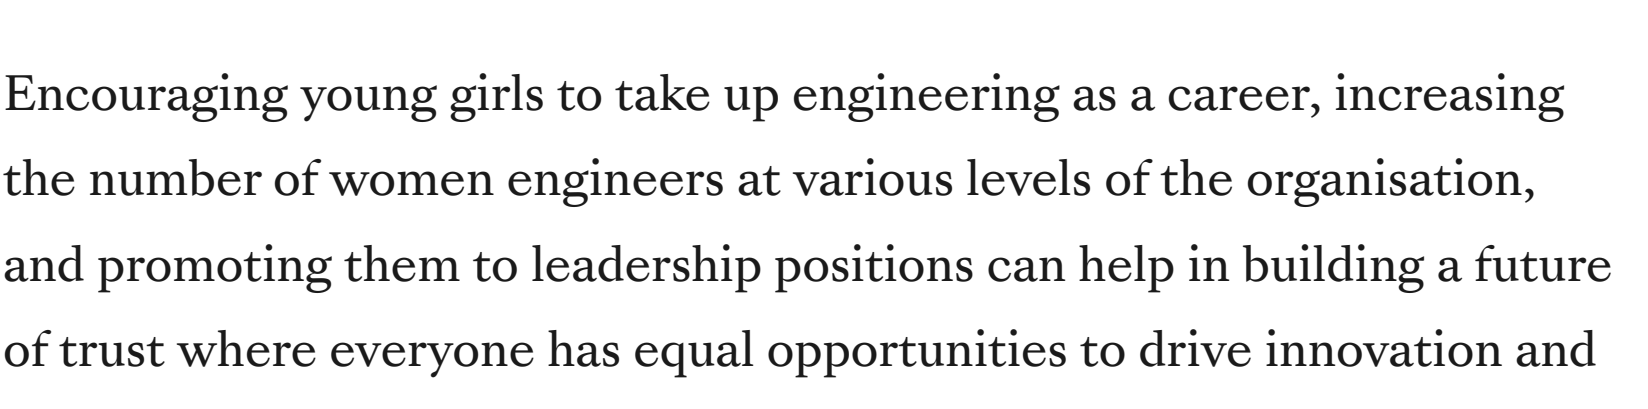 Encouraging young girls to take up engineering as a career, increasing
the number of women engineers at various levels of the organisation,
and promoting them to leadership positions can help in building a future
of trust where everyone has equal opportunities to drive innovation and